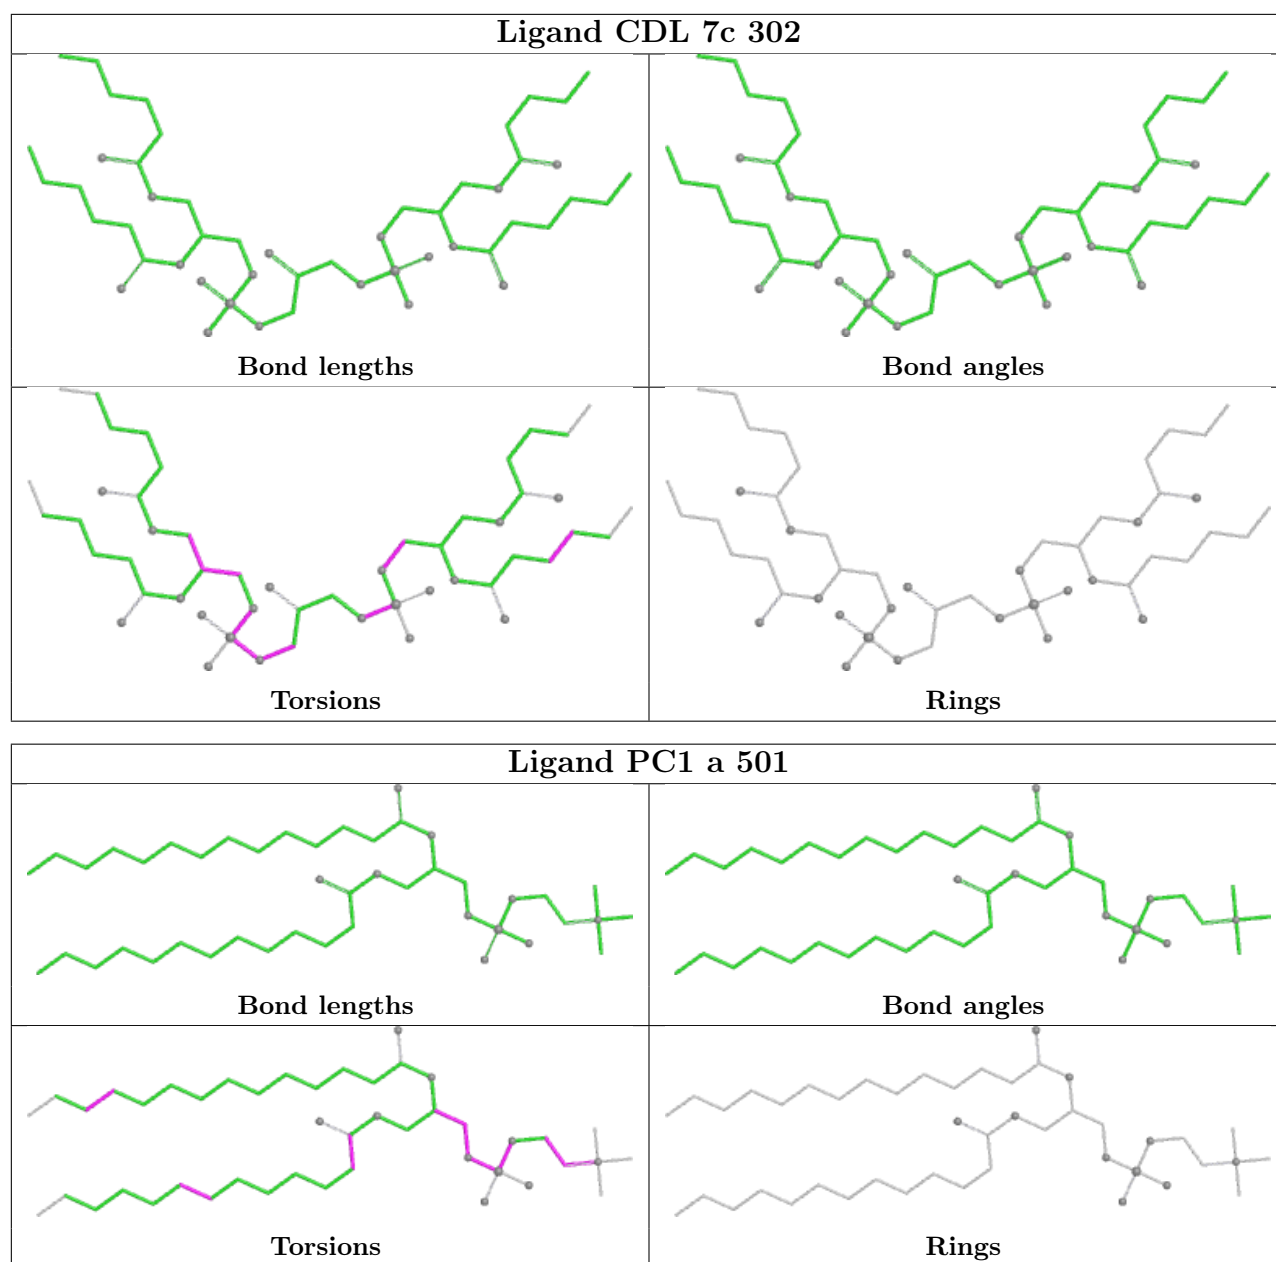 Ligand CDL 7c 302
Bond lengths
Bond angles
Torsions
Rings
Ligand PC1 a 501
Bond lengths
Bond angles
Torsions
Rings